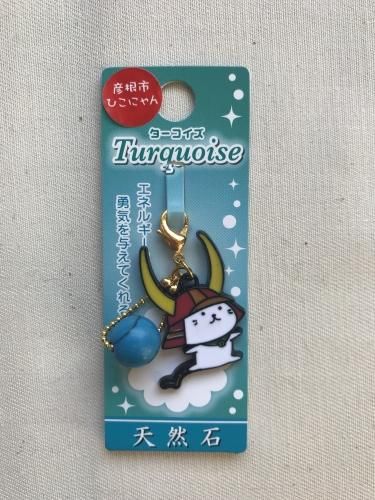 彦根市
ひこにゃん
ターコイズ
Turquoise
エネルギー
勇気を与えてくれる
天然石